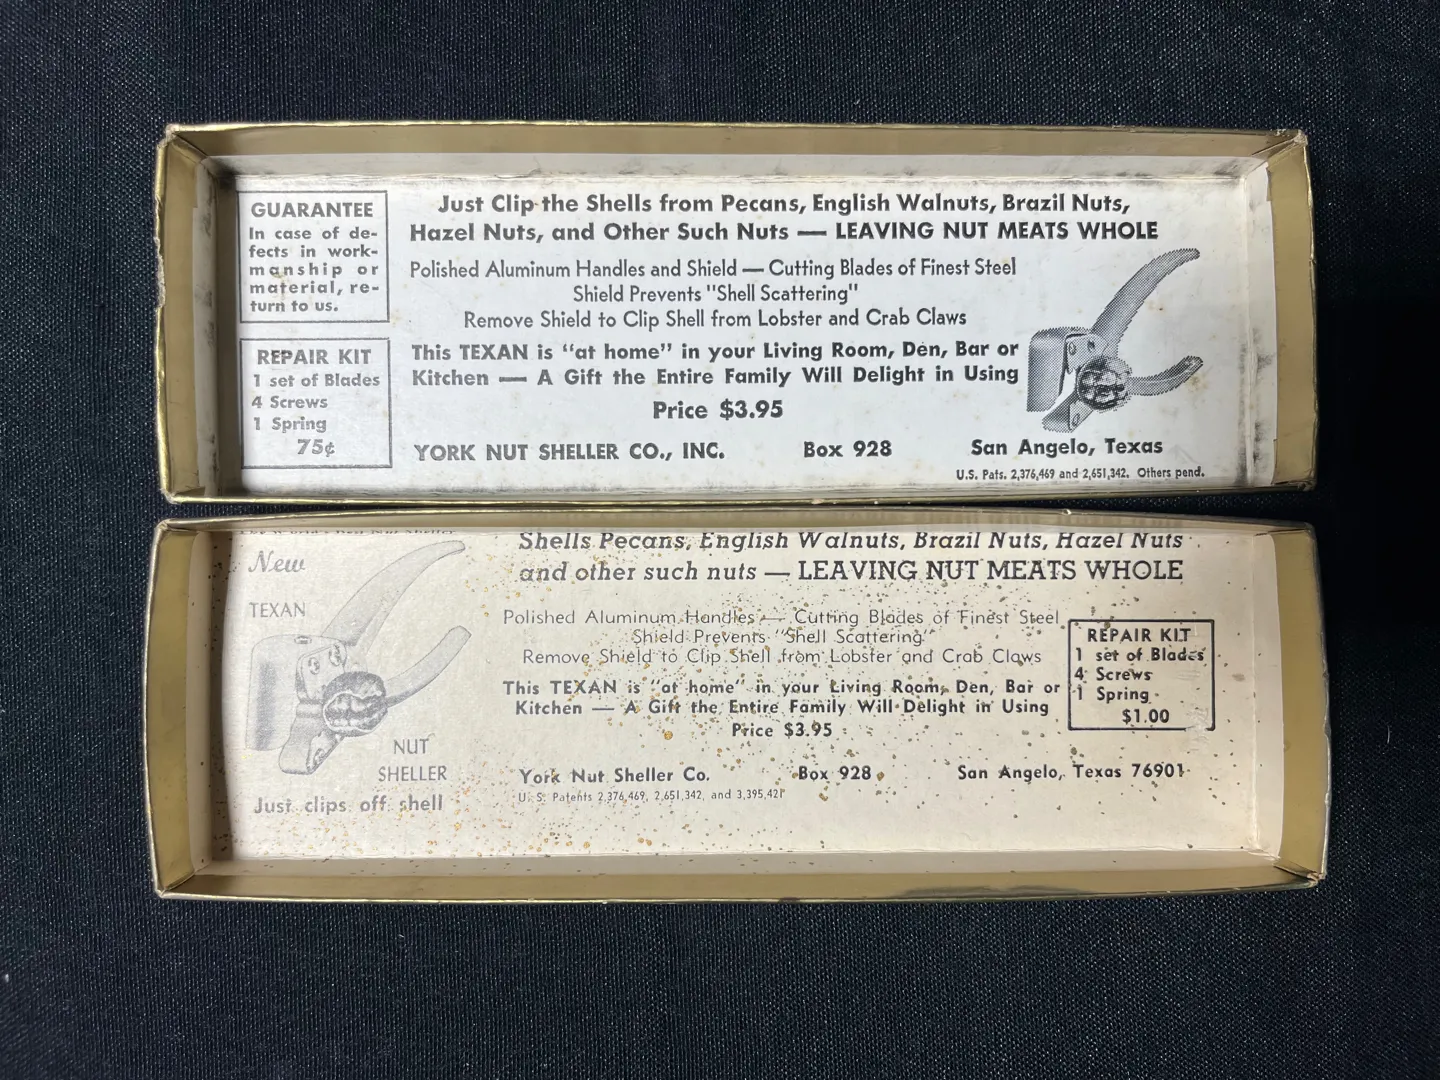 GUARANTEE
In case of de-
fects in work-
manship or
material, re-
turn to us.
REPAIR KIT
1 set of Blades
4 Screws
1 Spring
75¢
Just Clip the Shells from Pecans, English Walnuts, Brazil Nuts,
Hazel Nuts, and Other Such Nuts — LEAVING NUT MEATS WHOLE
Polished Aluminum Handles and Shield — Cutting Blades of Finest Steel
Shield Prevents "Shell Scattering"
Remove Shield to Clip Shell from Lobster and Crab Claws
This TEXAN is "at home" in your Living Room, Den, Bar or
Kitchen — A Gift the Entire Family Will Delight in Using
Price $3.95
YORK NUT SHELLER CO., INC. Box 928 San Angelo, Texas
U.S. Pats. 2,376,469 and 2,651,342. Others pend.
Best Nut Sheller
New
TEXAN
NUT
SHELLER
Just clips off shell
Shells Pecans, English Walnuts, Brazil Nuts, Hazel Nuts
and other such nuts — LEAVING NUT MEATS WHOLE
Polished Aluminum Handles — Cutting Blades of Finest Steel
Shield Prevents "Shell Scattering"
Remove Shield to Clip Shell from Lobster and Crab Claws
This TEXAN is "at home" in your Living Room, Den, Bar or
Kitchen — A Gift the Entire Family Will Delight in Using
Price $3.95
REPAIR KIT
1 set of Blades
4 Screws
1 Spring
$1.00
York Nut Sheller Co. Box 928 San Angelo, Texas 76901
U. S. Patents 2,376,469, 2,651,342, and 3,395,421